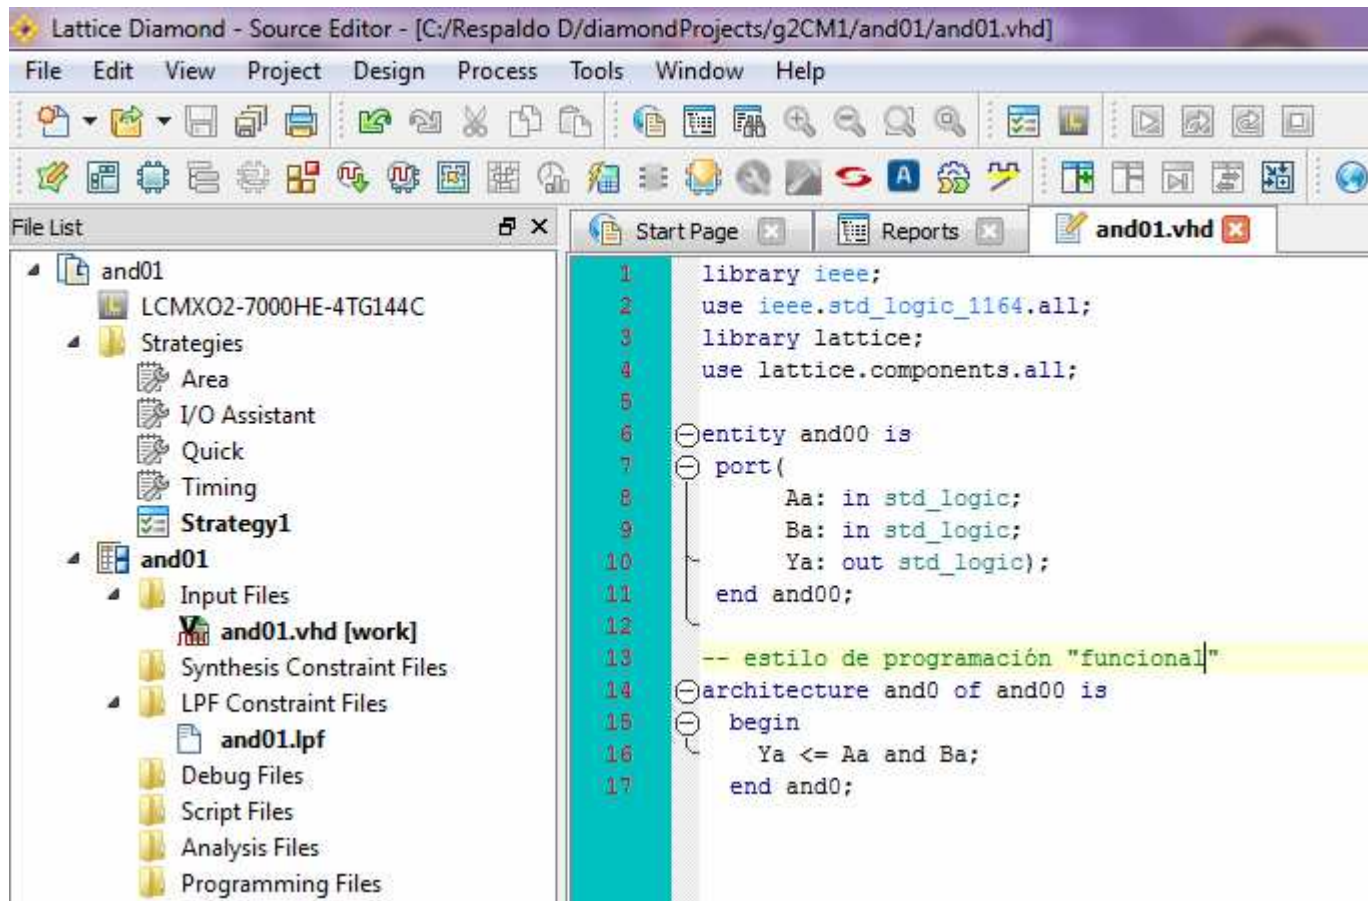 Lattice Diamond - Source Editor - [C:/Respaldo D/diamondProjects/g2CM1/and01/and01.vhd]
File Edit View Project Design Process Tools Window Help
File List
and01
LCMXO2-7000HE-4TG144C
Strategies
Area
I/O Assistant
Quick
Timing
Strategy1
and01
Input Files
and01.vhd [work]
Synthesis Constraint Files
LPF Constraint Files
and01.lpf
Debug Files
Script Files
Analysis Files
Programming Files
Start Page Reports and01.vhd
1 library ieee;
2 use ieee.std_logic_1164.all;
3 library lattice;
4 use lattice.components.all;
5
6 entity and00 is
7 port(
8 Aa: in std_logic;
9 Ba: in std_logic;
10 Ya: out std_logic);
11 end and00;
12
13 -- estilo de programación "funcional"
14 architecture and0 of and00 is
15 begin
16 Ya <= Aa and Ba;
17 end and0;